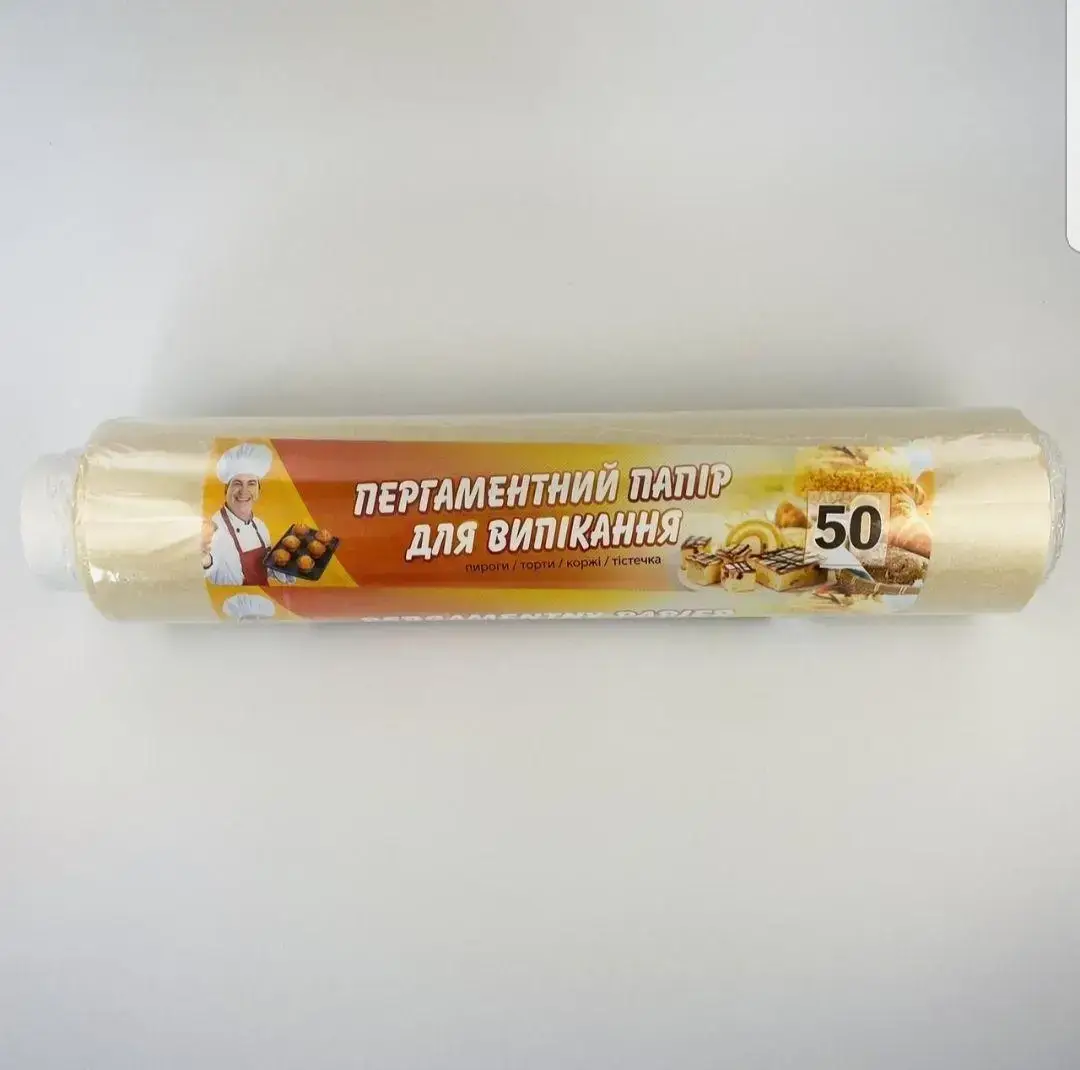 ПЕРГАМЕНТНИЙ ПАПІР
ДЛЯ ВИПІКАННЯ
пироги / торти / коржі / тістечка
50